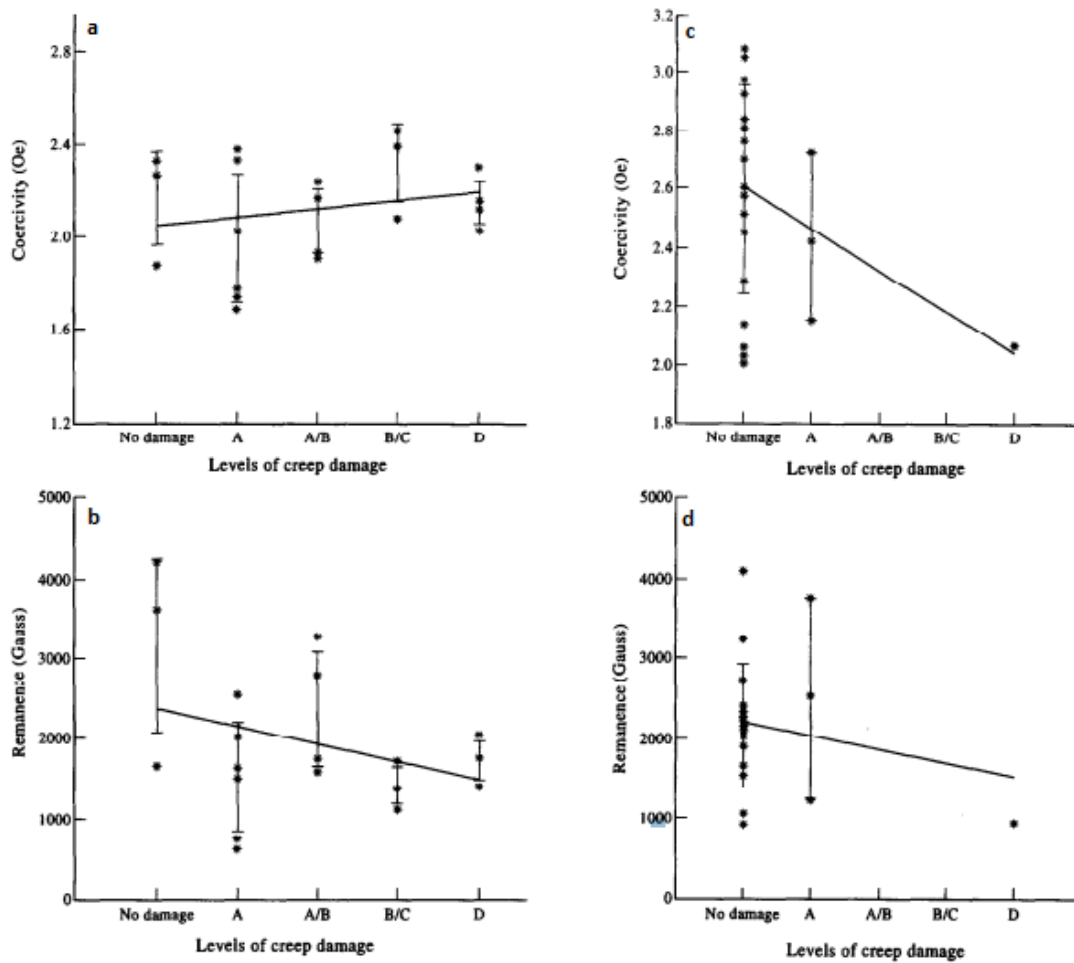 a
2.8
2.4
2.0
1.6
1.2
Coercivity (Oe)
No damage A A/B B/C D
Levels of creep damage
c
3.2
3.0
2.8
2.6
2.4
2.2
2.0
1.8
Coercivity (Oe)
No damage A A/B B/C D
Levels of creep damage
b
5000
4000
3000
2000
1000
0
Remanence (Gauss)
No damage A A/B B/C D
Levels of creep damage
d
5000
4000
3000
2000
1000
0
Remanence (Gauss)
No damage A A/B B/C D
Levels of creep damage